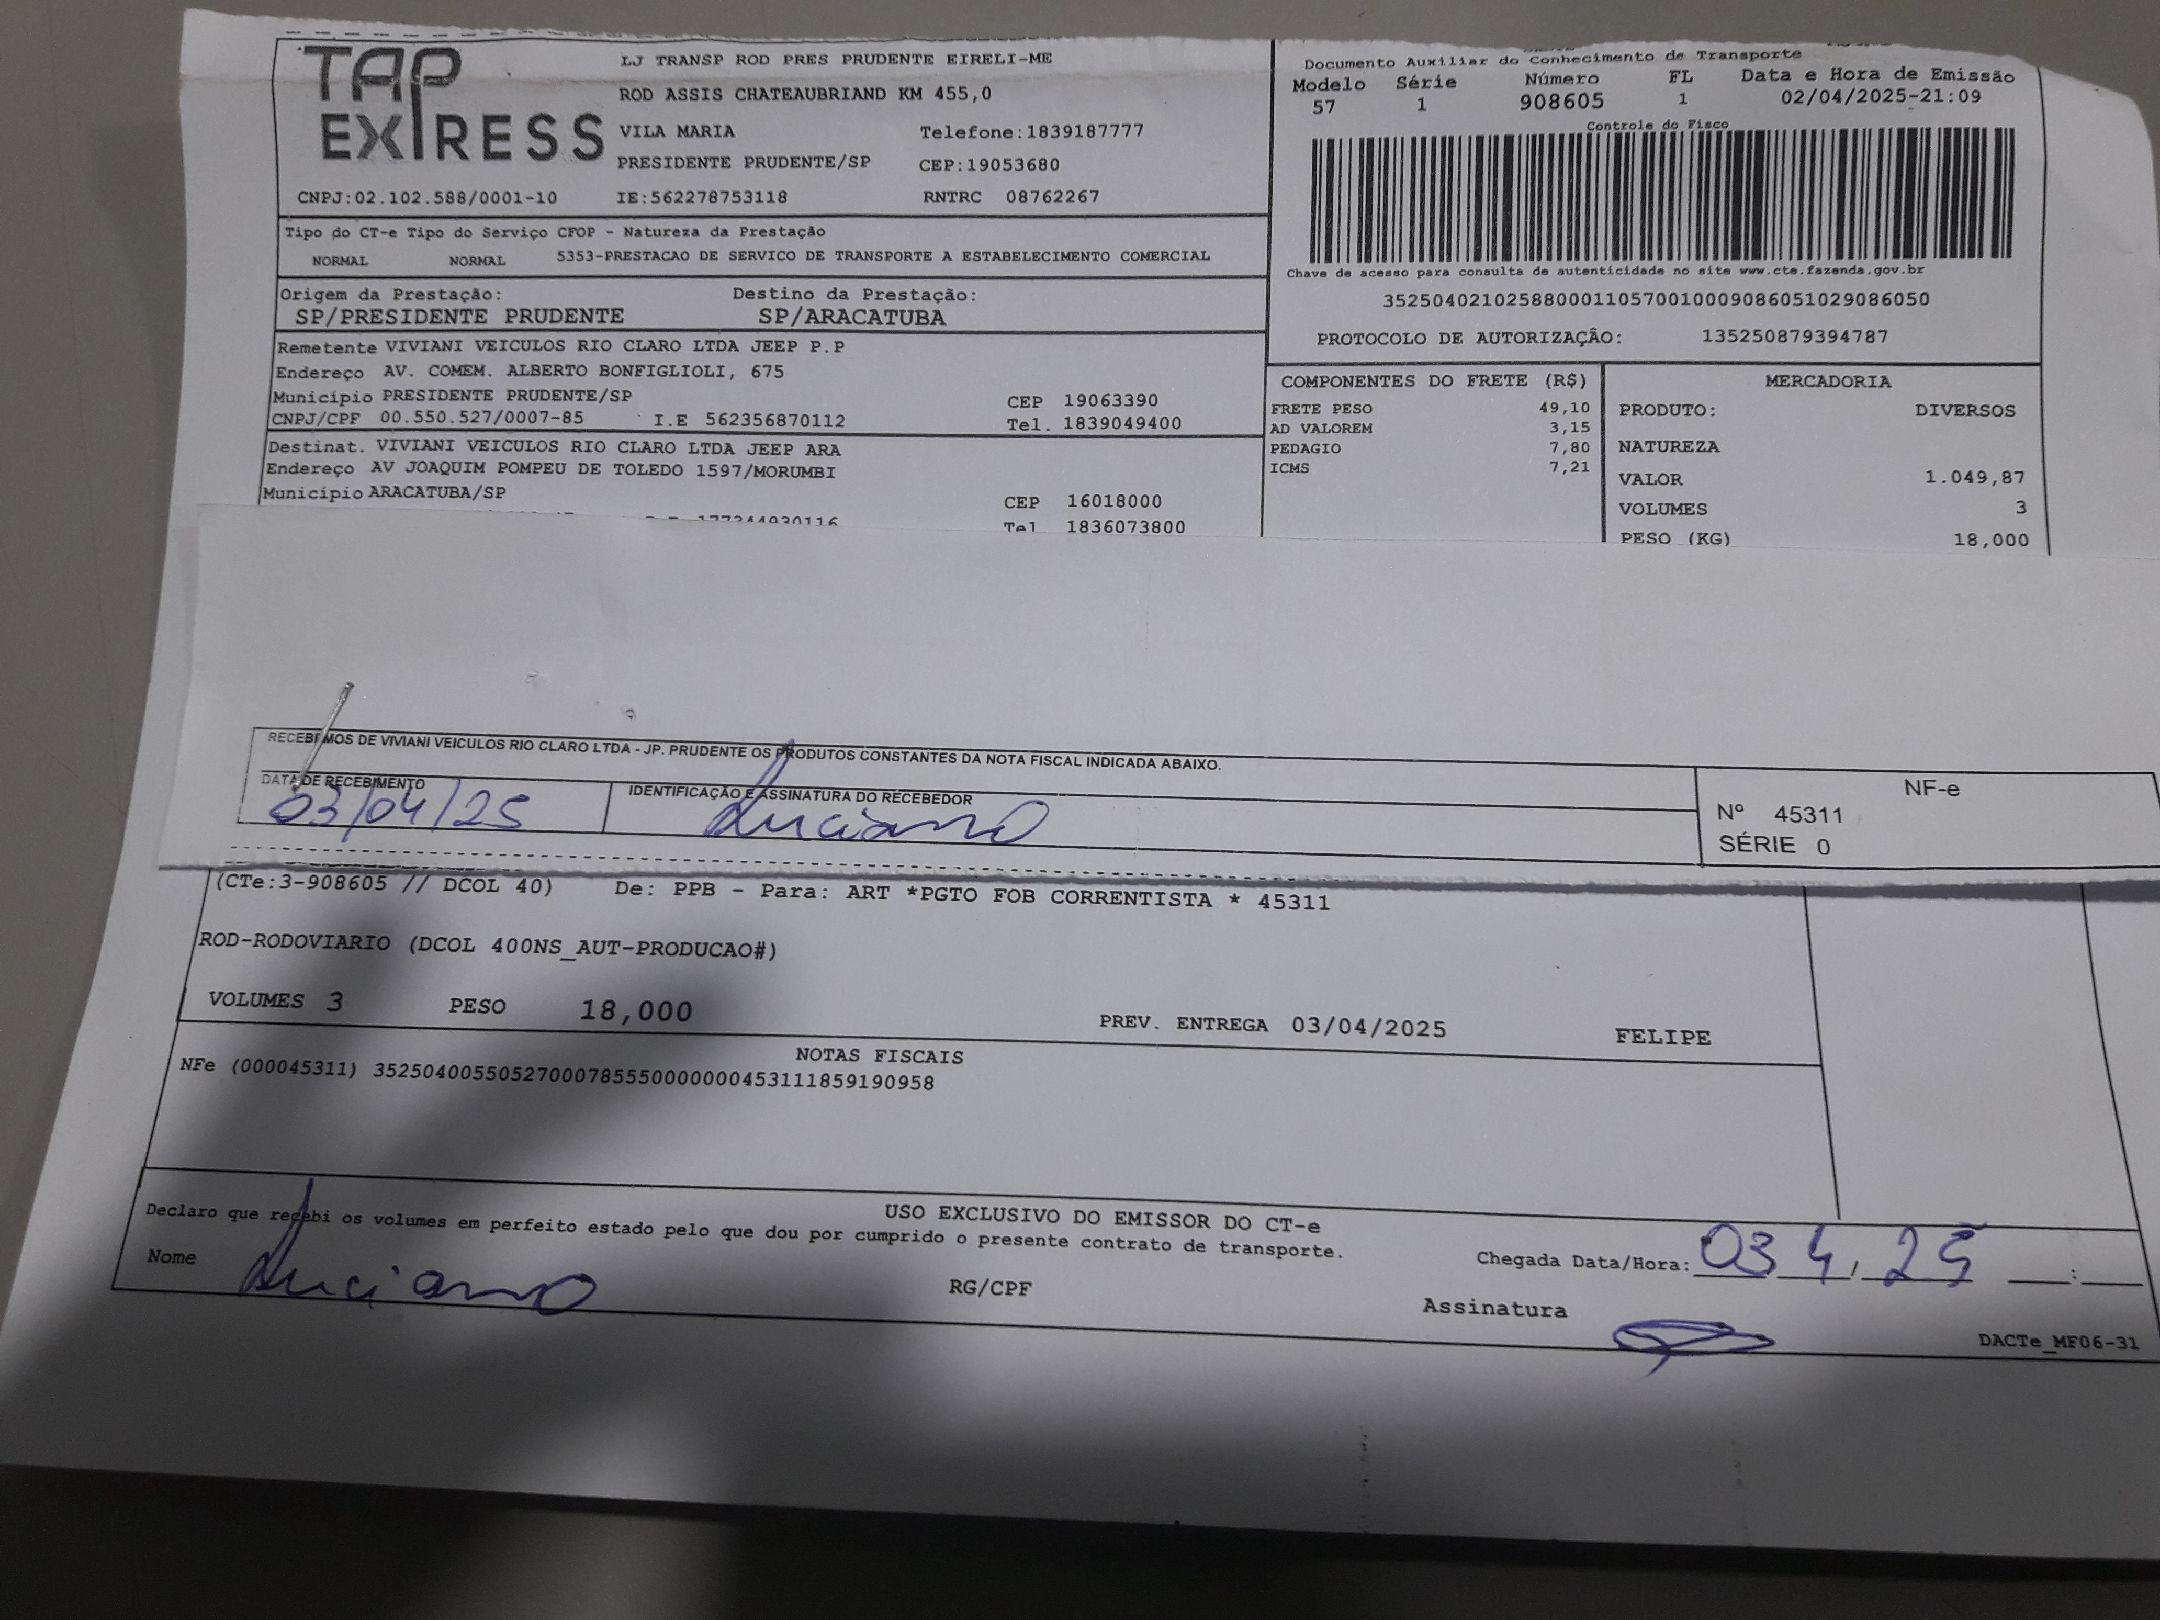 TAP EXPRESS
LJ TRANSP ROD PRES PRUDENTE EIRELI-ME
ROD ASSIS CHATEAUBRIAND KM 455,0
VILA MARIA Telefone:1839187777
PRESIDENTE PRUDENTE/SP CEP:19053680
CNPJ:02.102.588/0001-10 IE:562278753118 RNTRC 08762267
Documento Auxiliar do Conhecimento de Transporte
Modelo Série Número FL Data e Hora de Emissão
57 1 908605 1 02/04/2025-21:09
Controle do Fisco
Chave de acesso para consulta de autenticidade no site www.cte.fazenda.gov.br
35250402102588000110570010009086051029086050
PROTOCOLO DE AUTORIZAÇÃO: 135250879394787
Tipo do CT-e Tipo do Serviço CFOP - Natureza da Prestação
NORMAL NORMAL 5353-PRESTACAO DE SERVICO DE TRANSPORTE A ESTABELECIMENTO COMERCIAL
Origem da Prestação: Destino da Prestação:
SP/PRESIDENTE PRUDENTE SP/ARACATUBA
Remetente VIVIANI VEICULOS RIO CLARO LTDA JEEP P.P
Endereço AV. COMEM. ALBERTO BONFIGLIOLI, 675
Município PRESIDENTE PRUDENTE/SP CEP 19063390
CNPJ/CPF 00.550.527/0007-85 I.E 562356870112 Tel. 1839049400
Destinat. VIVIANI VEICULOS RIO CLARO LTDA JEEP ARA
Endereço AV JOAQUIM POMPEU DE TOLEDO 1597/MORUMBI
Município ARACATUBA/SP CEP 16018000
177344930116 Tel 1836073800
COMPONENTES DO FRETE (R$)
FRETE PESO 49,10
AD VALOREM 3,15
PEDAGIO 7,80
ICMS 7,21
MERCADORIA
PRODUTO: DIVERSOS
NATUREZA
VALOR 1.049,87
VOLUMES 3
PESO (KG) 18,000
RECEBEMOS DE VIVIANI VEICULOS RIO CLARO LTDA - JP. PRUDENTE OS PRODUTOS CONSTANTES DA NOTA FISCAL INDICADA ABAIXO.
DATA DE RECEBIMENTO IDENTIFICAÇÃO E ASSINATURA DO RECEBEDOR
03/04/25 Luciano
NF-e
Nº 45311
SÉRIE 0
(CTe:3-908605 // DCOL 40) De: PPB - Para: ART *PGTO FOB CORRENTISTA * 45311
ROD-RODOVIARIO (DCOL 400NS_AUT-PRODUCAO#)
VOLUMES 3 PESO 18,000 PREV. ENTREGA 03/04/2025 FELIPE
NOTAS FISCAIS
NFe (000045311) 35250400550527000785550000000453111859190958
USO EXCLUSIVO DO EMISSOR DO CT-e
Declaro que recebi os volumes em perfeito estado pelo que dou por cumprido o presente contrato de transporte.
Nome Luciano RG/CPF Chegada Data/Hora: 03 4, 25 __:__
Assinatura
DACTe_MF06-31